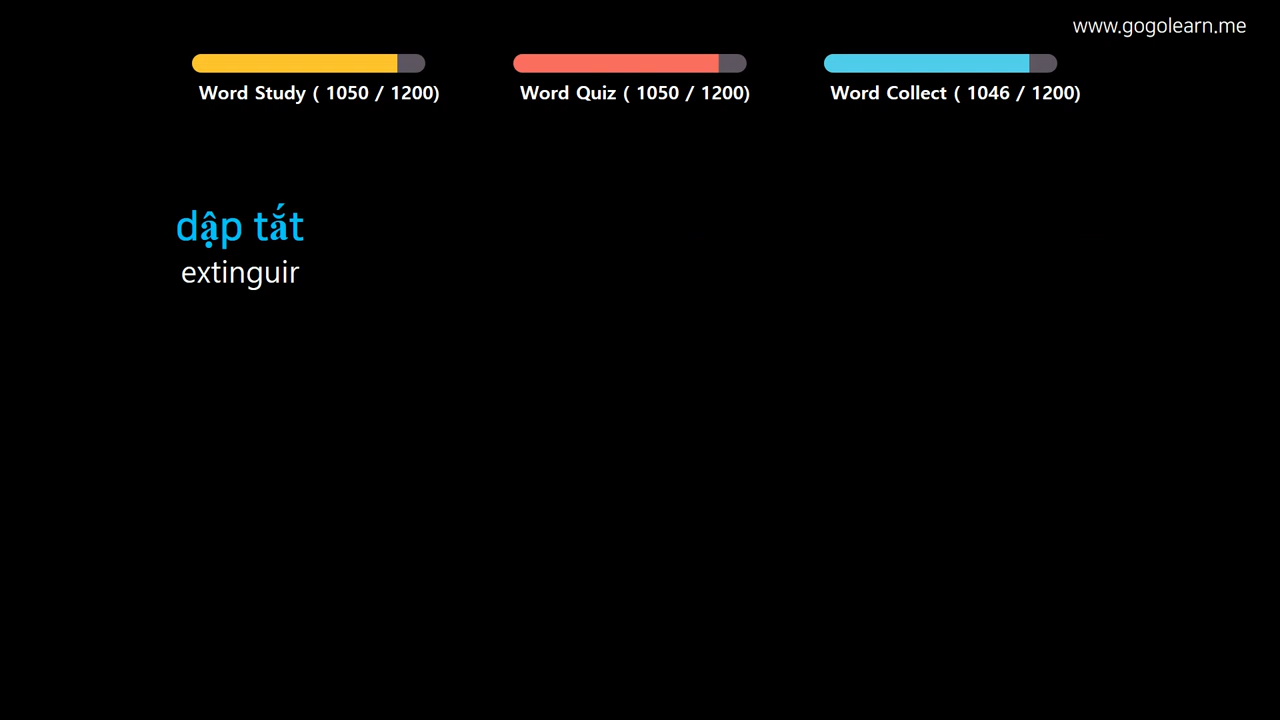 www.gogolearn.me
Word Study ( 1050 / 1200)
Word Quiz ( 1050 / 1200)
Word Collect ( 1046 / 1200)
dập tắt
extinguir